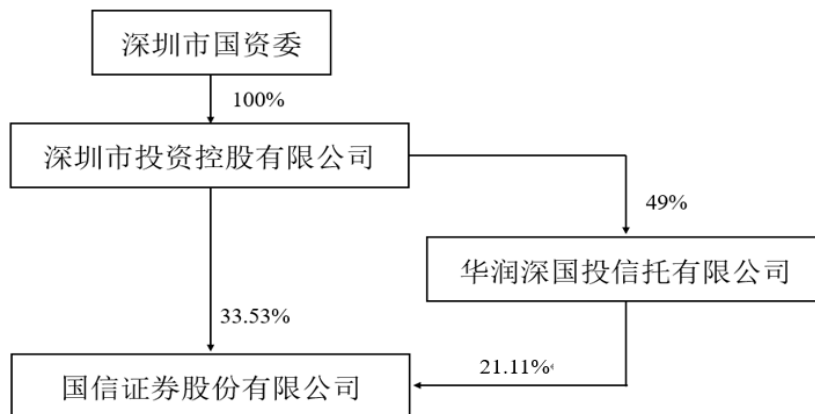 深圳市国资委
100%
深圳市投资控股有限公司
49%
华润深国投信托有限公司
33.53%
国信证券股份有限公司
21.11%